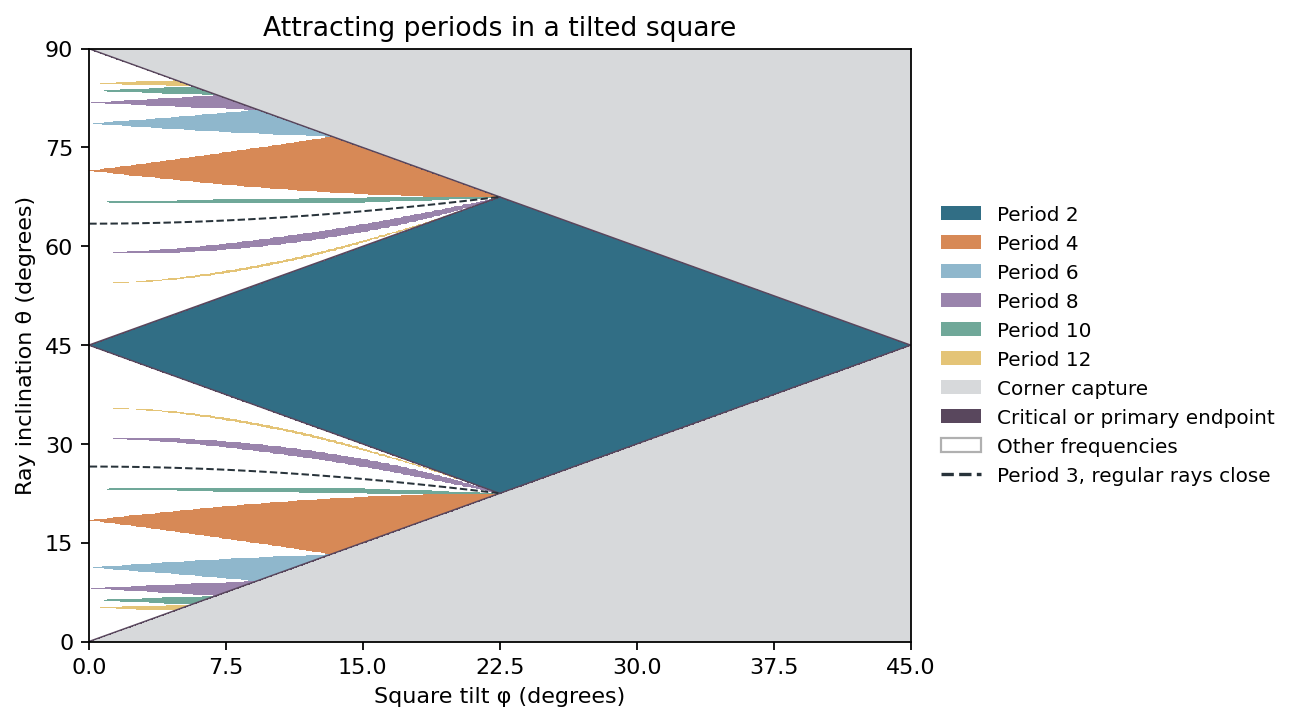 Attracting periods in a tilted square
90
75
60
45
30
15
0
Ray inclination θ (degrees)
0.0
7.5
15.0
22.5
30.0
37.5
45.0
Square tilt φ (degrees)
Period 2
Period 4
Period 6
Period 8
Period 10
Period 12
Corner capture
Critical or primary endpoint
Other frequencies
Period 3, regular rays close